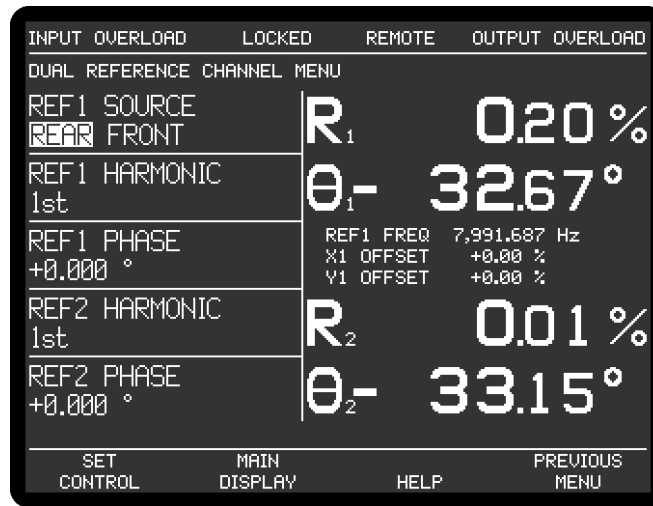 INPUT OVERLOAD LOCKED REMOTE OUTPUT OVERLOAD
DUAL REFERENCE CHANNEL MENU
REF1 SOURCE
REAR FRONT
REF1 HARMONIC
1st
REF1 PHASE
+0.000 °
REF2 HARMONIC
1st
REF2 PHASE
+0.000 °
R1 0.20 %
θ1- 32.67°
REF1 FREQ 7,991.687 Hz
X1 OFFSET +0.00 %
Y1 OFFSET +0.00 %
R2 0.01 %
θ2- 33.15°
SET CONTROL
MAIN DISPLAY
HELP
PREVIOUS MENU